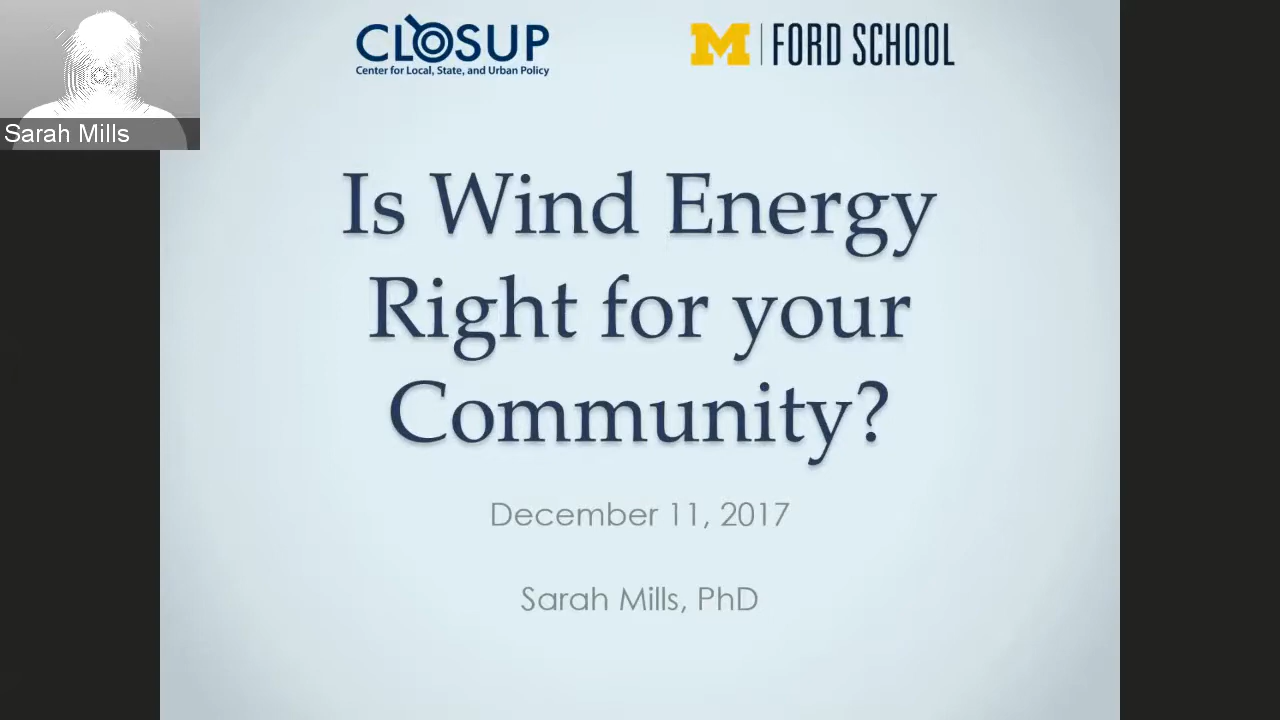 CLOSUP
Center for Local, State, and Urban Policy
M FORD SCHOOL
Sarah Mills
Is Wind Energy
Right for your
Community?
December 11, 2017
Sarah Mills, PhD